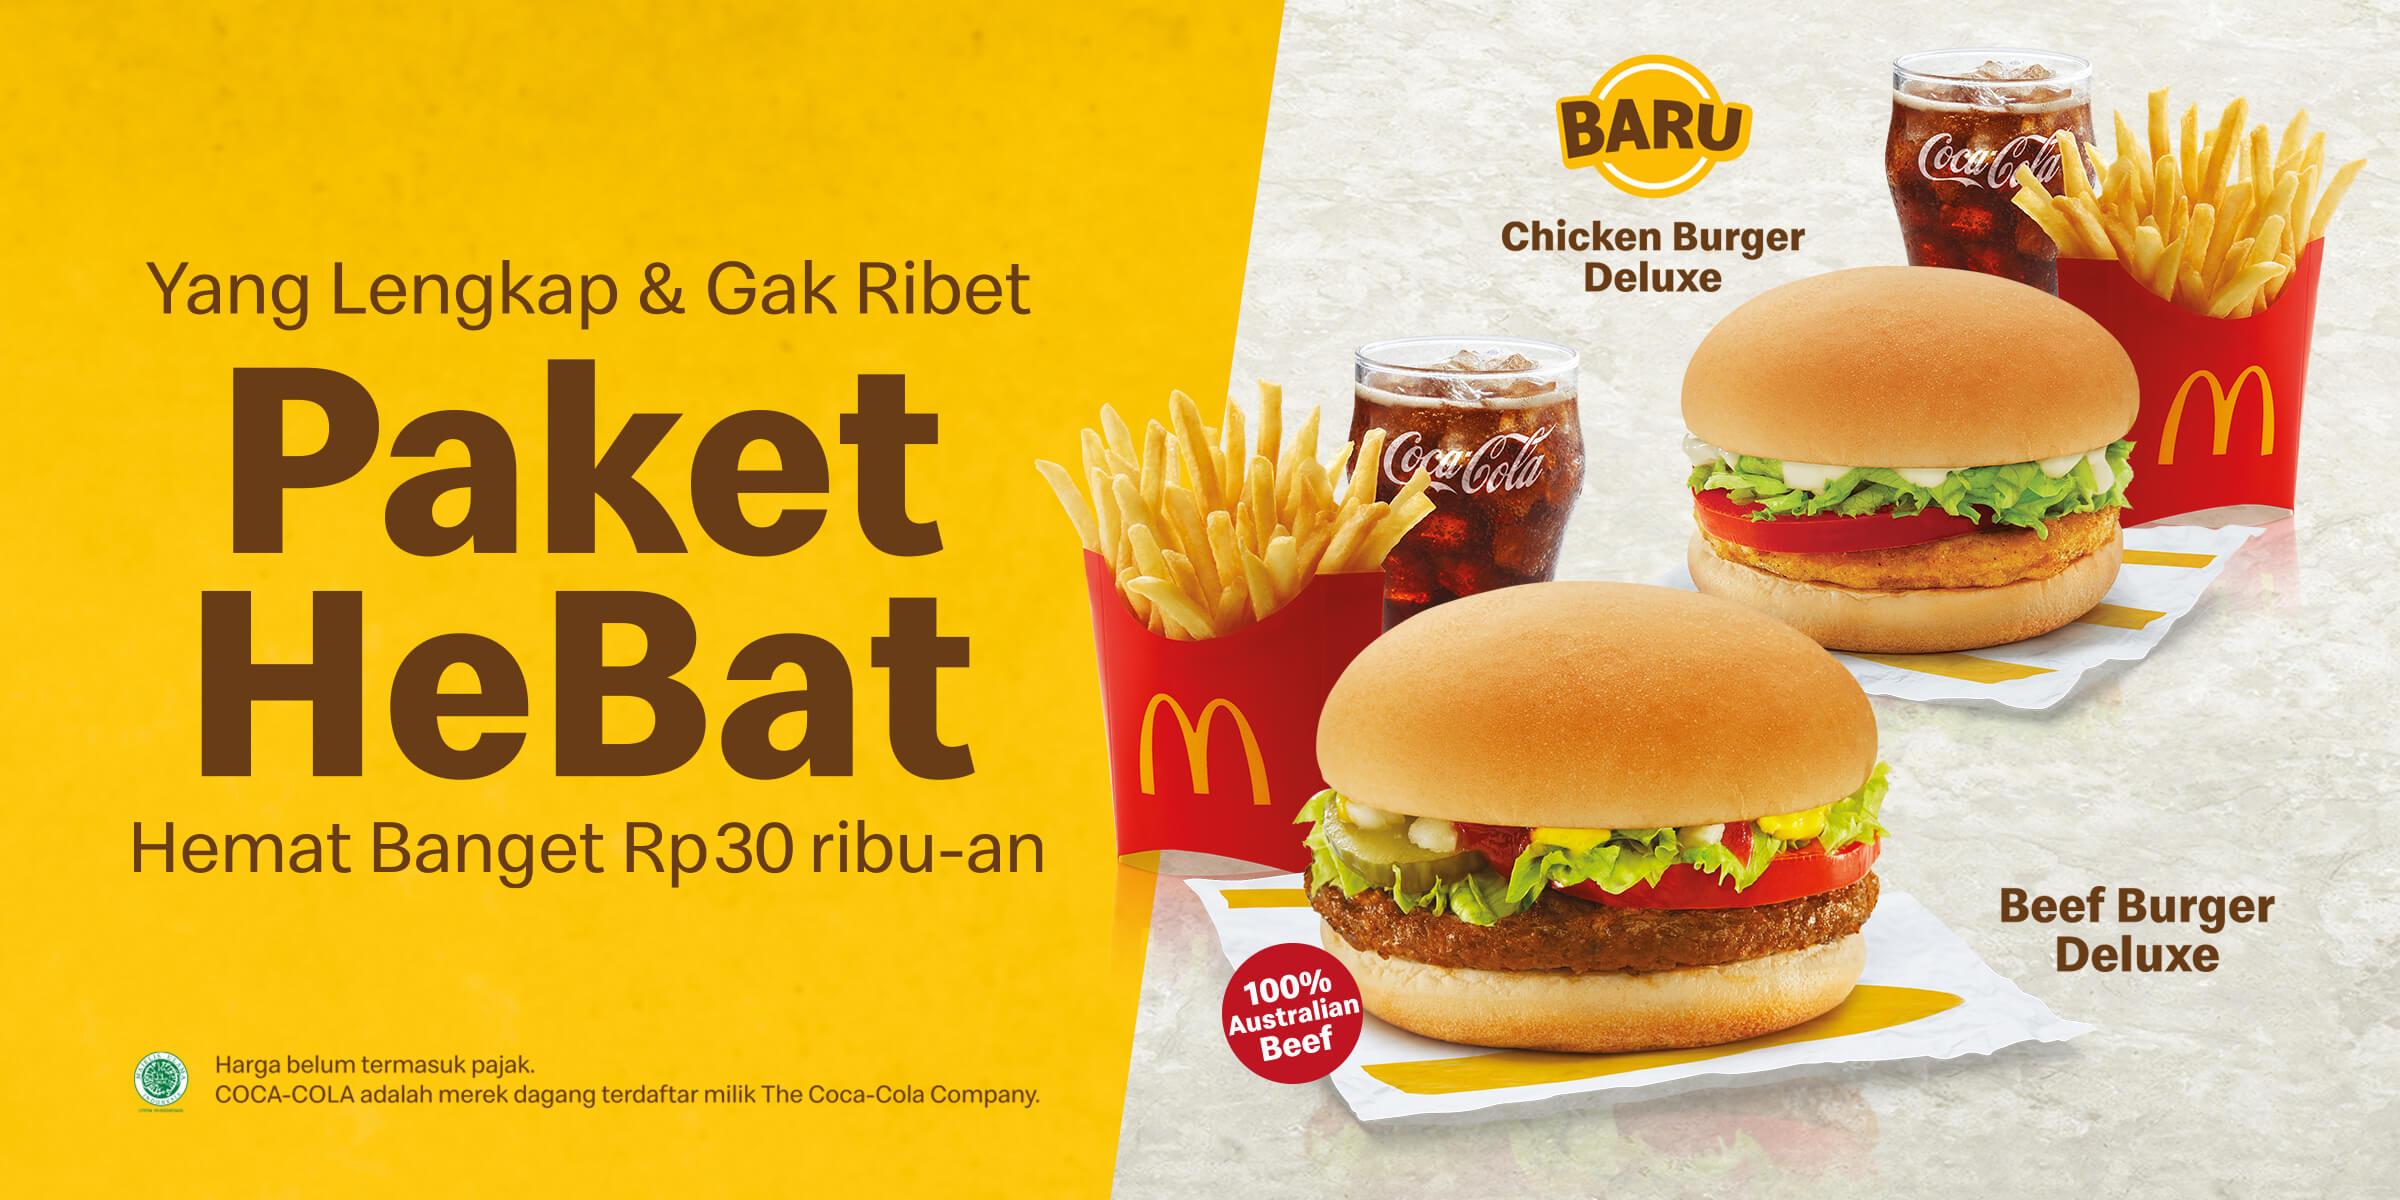 Yang Lengkap & Gak Ribet
Paket
HeBat
Hemat Banget Rp30 ribu-an
Harga belum termasuk pajak.
COCA-COLA adalah merek dagang terdaftar milik The Coca-Cola Company.
BARU
Chicken Burger
Deluxe
Coca-Cola
Coca-Cola
100%
Australian
Beef
Beef Burger
Deluxe